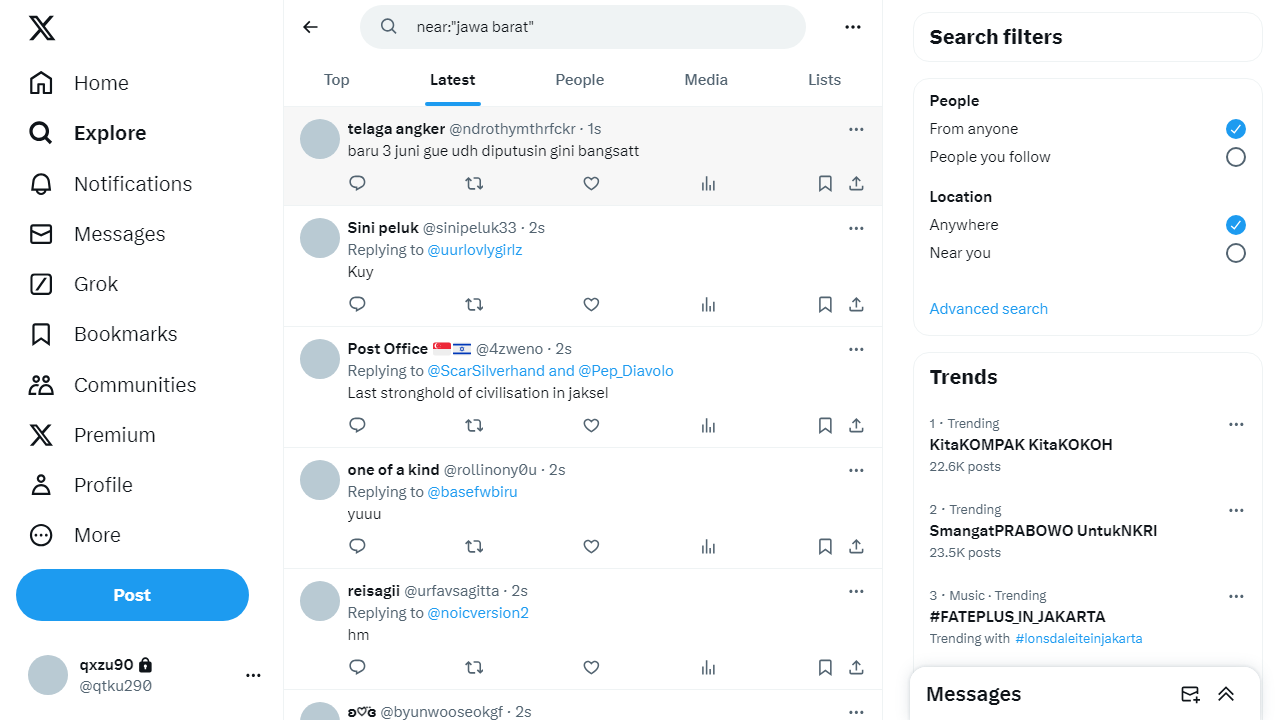 near:"jawa barat"
Home
Explore
Notifications
Messages
Grok
Bookmarks
Communities
Premium
Profile
More
Post
qxzu90
@qtku290
Top Latest People Media Lists
telaga angker @ndrothymthrfckr · 1s
baru 3 juni gue udh diputusin gini bangsatt
Sini peluk @sinipeluk33 · 2s
Replying to @uurlovlygirlz
Kuy
Post Office 🇸🇬🇮🇱 @4zweno · 2s
Replying to @ScarSilverhand and @Pep_Diavolo
Last stronghold of civilisation in jaksel
one of a kind @rollinony0u · 2s
Replying to @basefwbiru
yuuu
reisagii @urfavsagitta · 2s
Replying to @noicversion2
hm
@byunwooseokgf · 2s
Search filters
People
From anyone
People you follow
Location
Anywhere
Near you
Advanced search
Trends
1 · Trending
KitaKOMPAK KitaKOKOH
22.6K posts
2 · Trending
SmangatPRABOWO UntukNKRI
23.5K posts
3 · Music · Trending
#FATEPLUS_IN_JAKARTA
Trending with #lonsdaleiteinjakarta
Messages